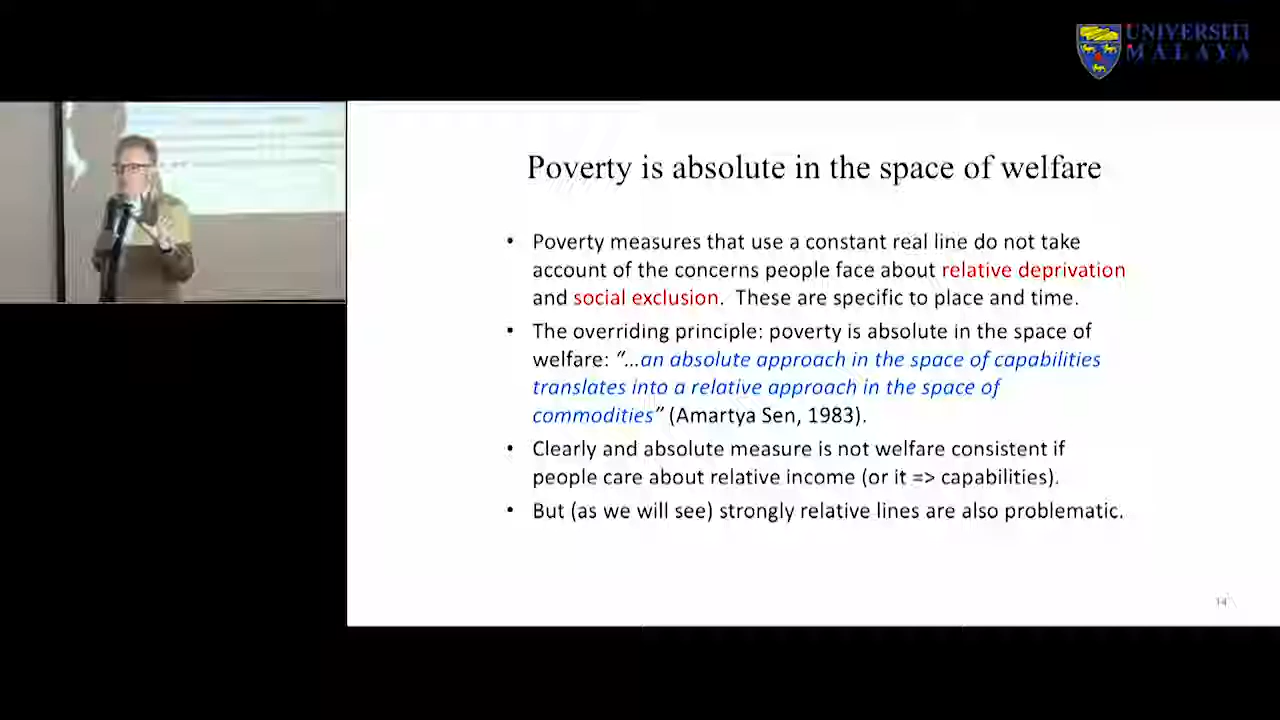 UNIVERSITI
MALAYA
Poverty is absolute in the space of welfare
• Poverty measures that use a constant real line do not take
account of the concerns people face about relative deprivation
and social exclusion. These are specific to place and time.
• The overriding principle: poverty is absolute in the space of
welfare: “…an absolute approach in the space of capabilities
translates into a relative approach in the space of
commodities” (Amartya Sen, 1983).
• Clearly and absolute measure is not welfare consistent if
people care about relative income (or it => capabilities).
• But (as we will see) strongly relative lines are also problematic.
14